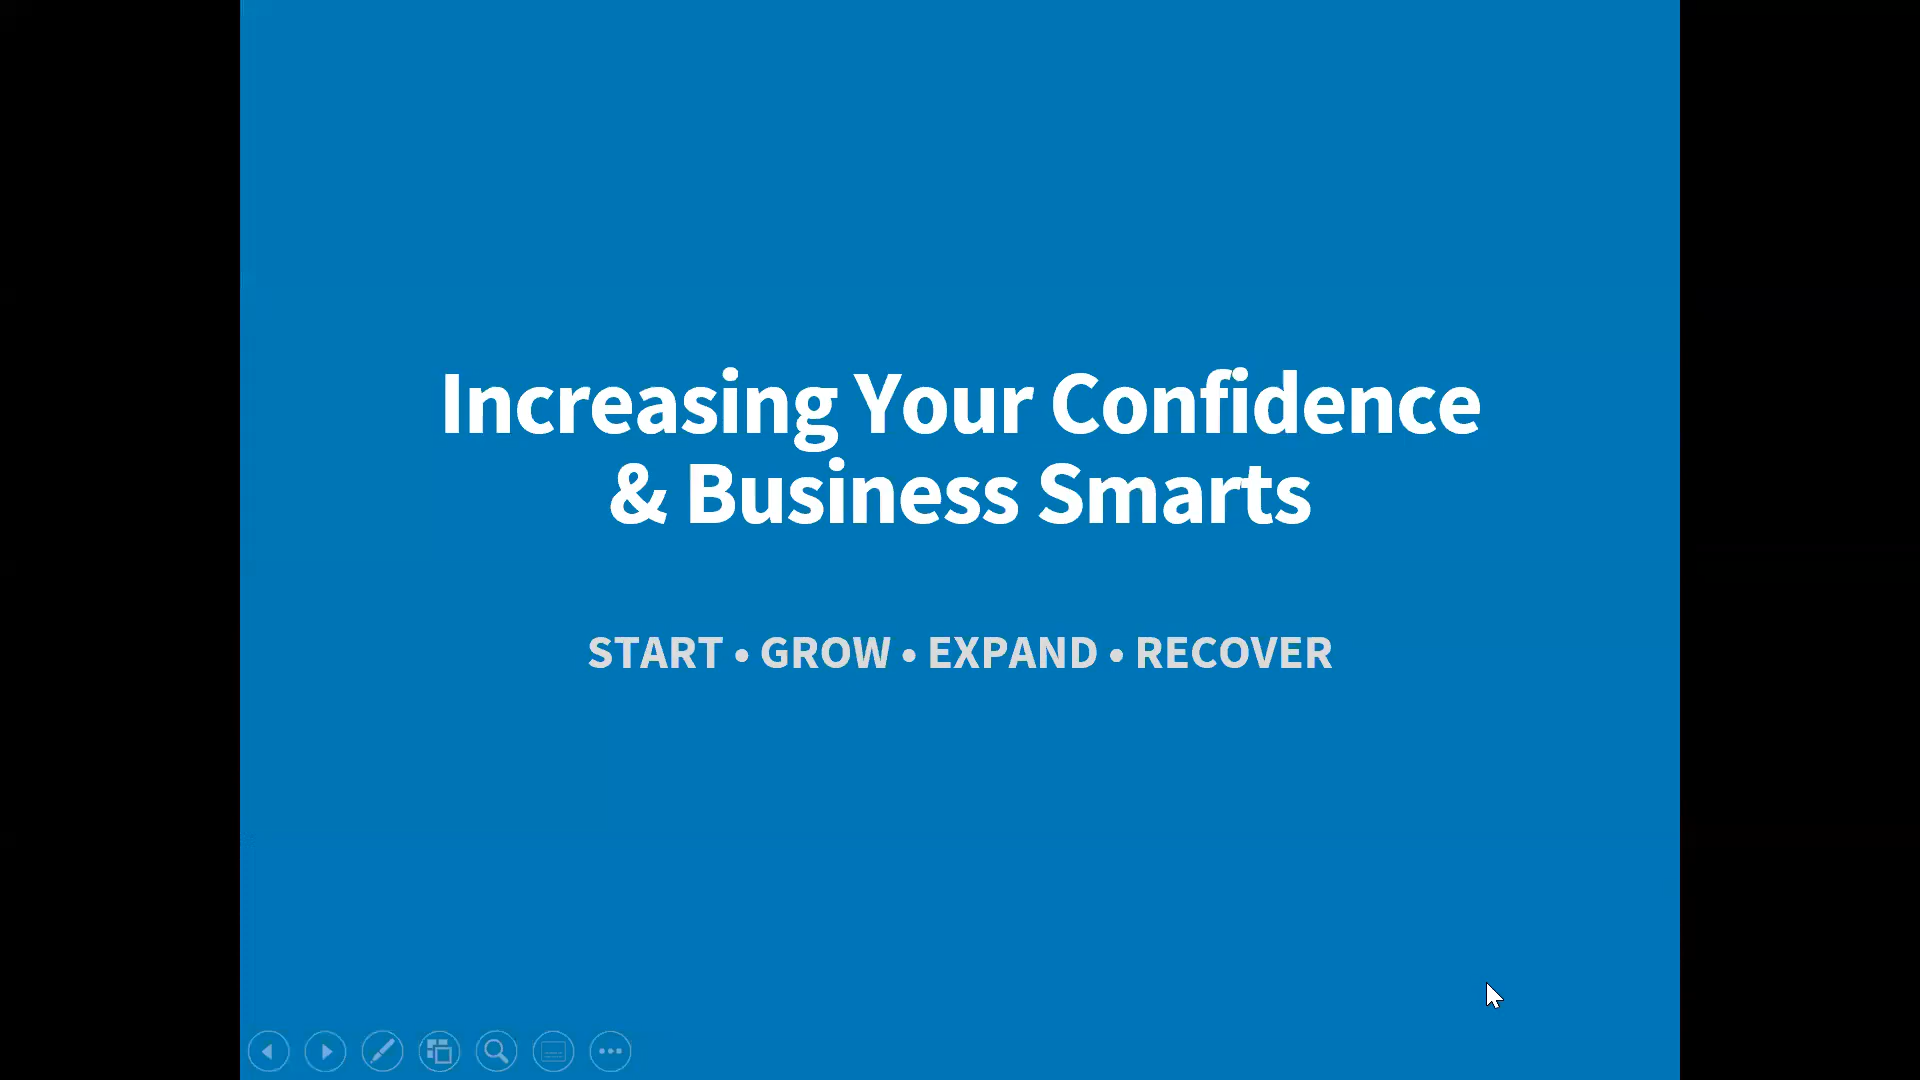 Increasing Your Confidence
& Business Smarts
START • GROW • EXPAND • RECOVER